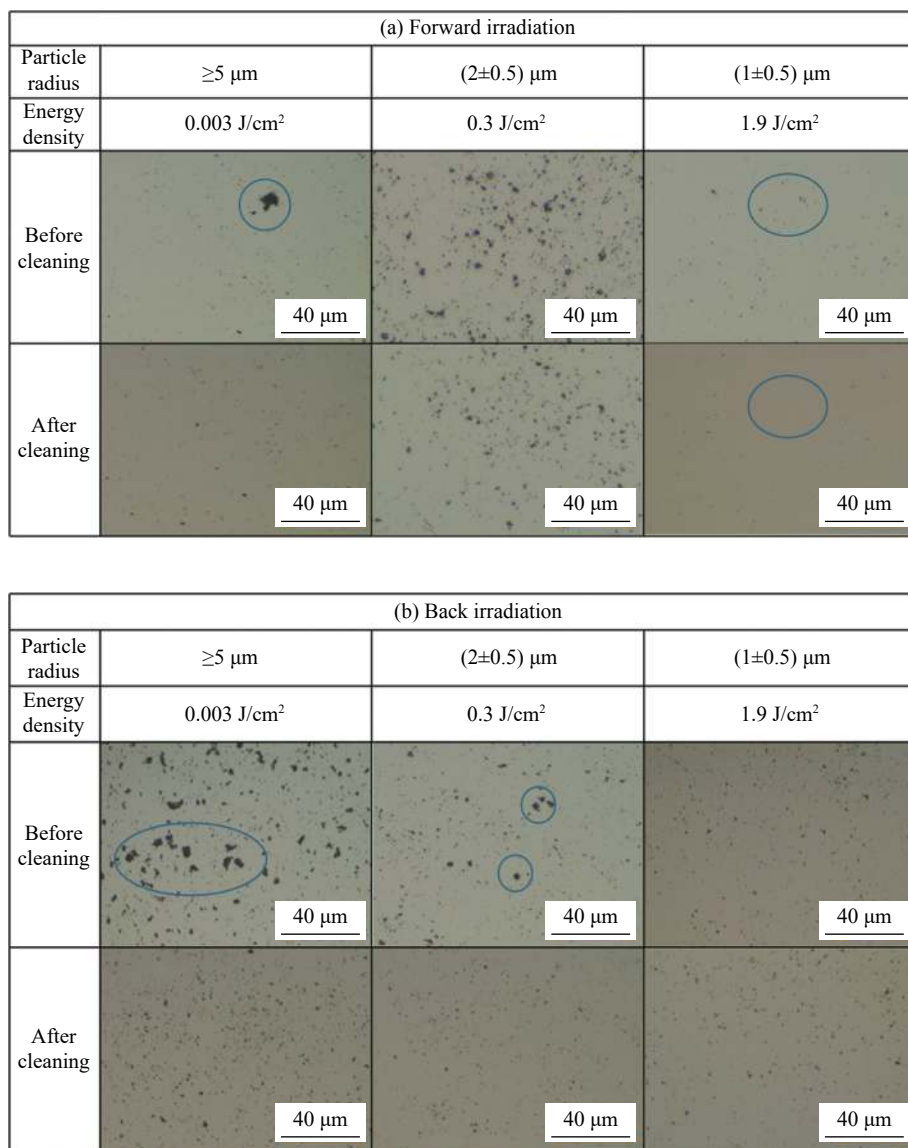 (a) Forward irradiation
Particle
radius
≥5 μm
(2±0.5) μm
(1±0.5) μm
Energy
density
0.003 J/cm²
0.3 J/cm²
1.9 J/cm²
Before
cleaning
40 μm
40 μm
40 μm
After
cleaning
40 μm
40 μm
40 μm
(b) Back irradiation
Particle
radius
≥5 μm
(2±0.5) μm
(1±0.5) μm
Energy
density
0.003 J/cm²
0.3 J/cm²
1.9 J/cm²
Before
cleaning
40 μm
40 μm
40 μm
After
cleaning
40 μm
40 μm
40 μm